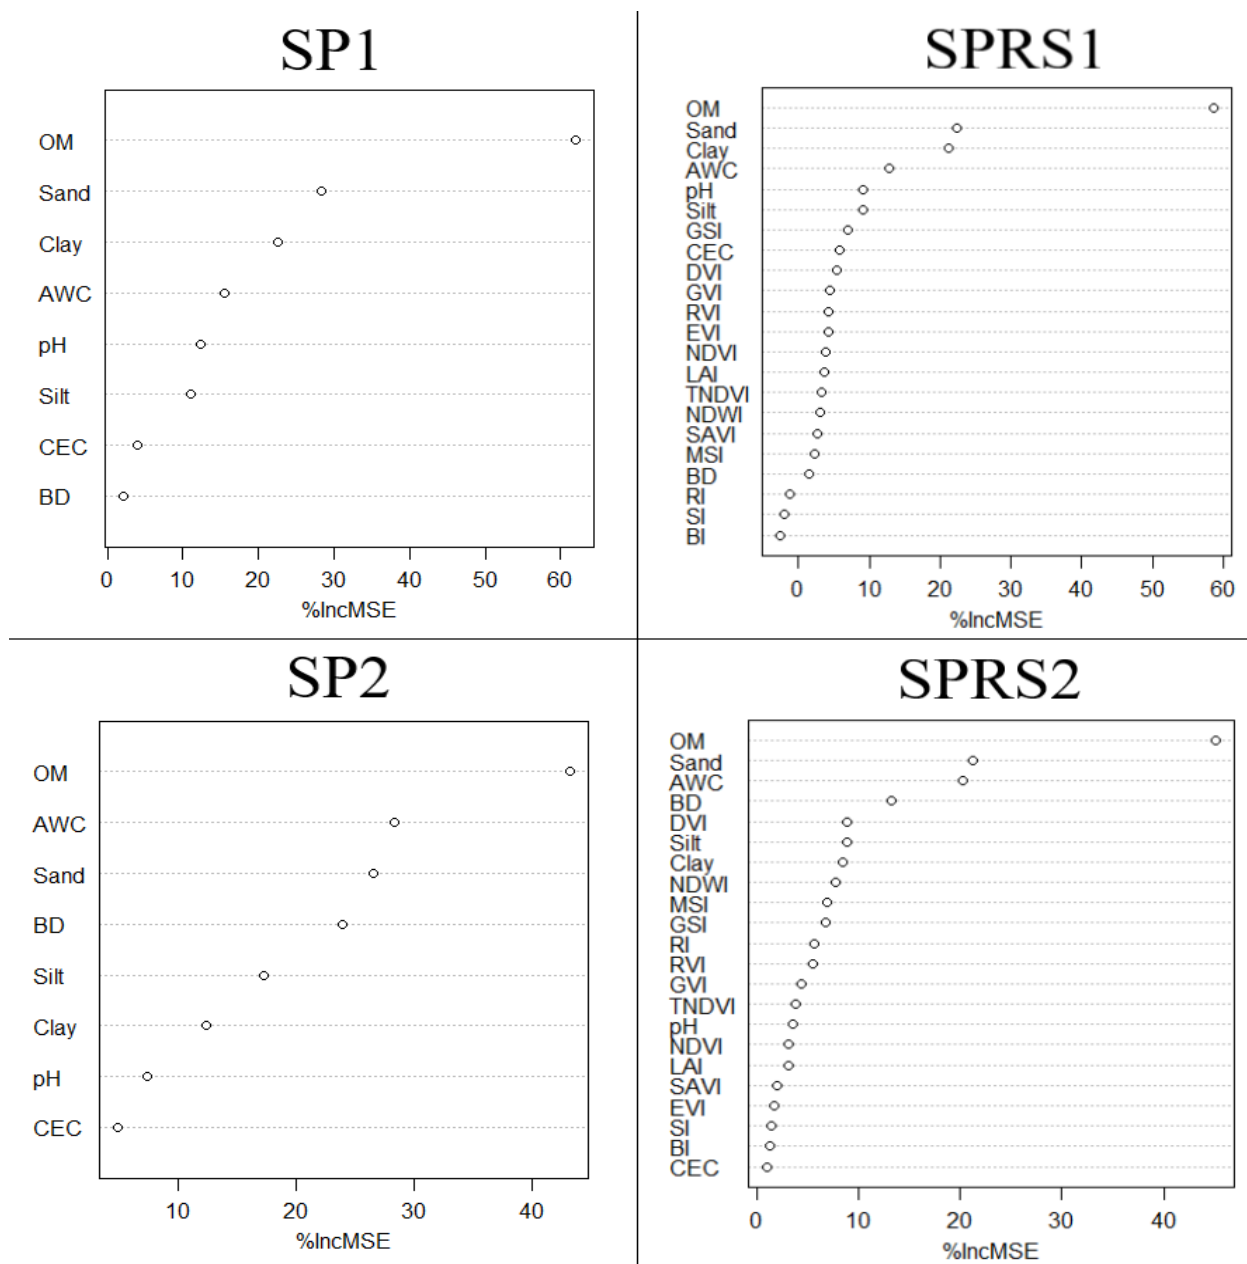 SP1
OM
Sand
Clay
AWC
pH
Silt
CEC
BD
0 10 20 30 40 50 60
%IncMSE
SPRS1
OM
Sand
Clay
AWC
pH
Silt
GSI
CEC
DVI
GVI
RVI
EVI
NDVI
LAI
TNDVI
NDWI
SAVI
MSI
BD
RI
SI
BI
0 10 20 30 40 50 60
%IncMSE
SP2
OM
AWC
Sand
BD
Silt
Clay
pH
CEC
10 20 30 40
%IncMSE
SPRS2
OM
Sand
AWC
BD
DVI
Silt
Clay
NDWI
MSI
GSI
RI
RVI
GVI
TNDVI
pH
NDVI
LAI
SAVI
EVI
SI
BI
CEC
0 10 20 30 40
%IncMSE